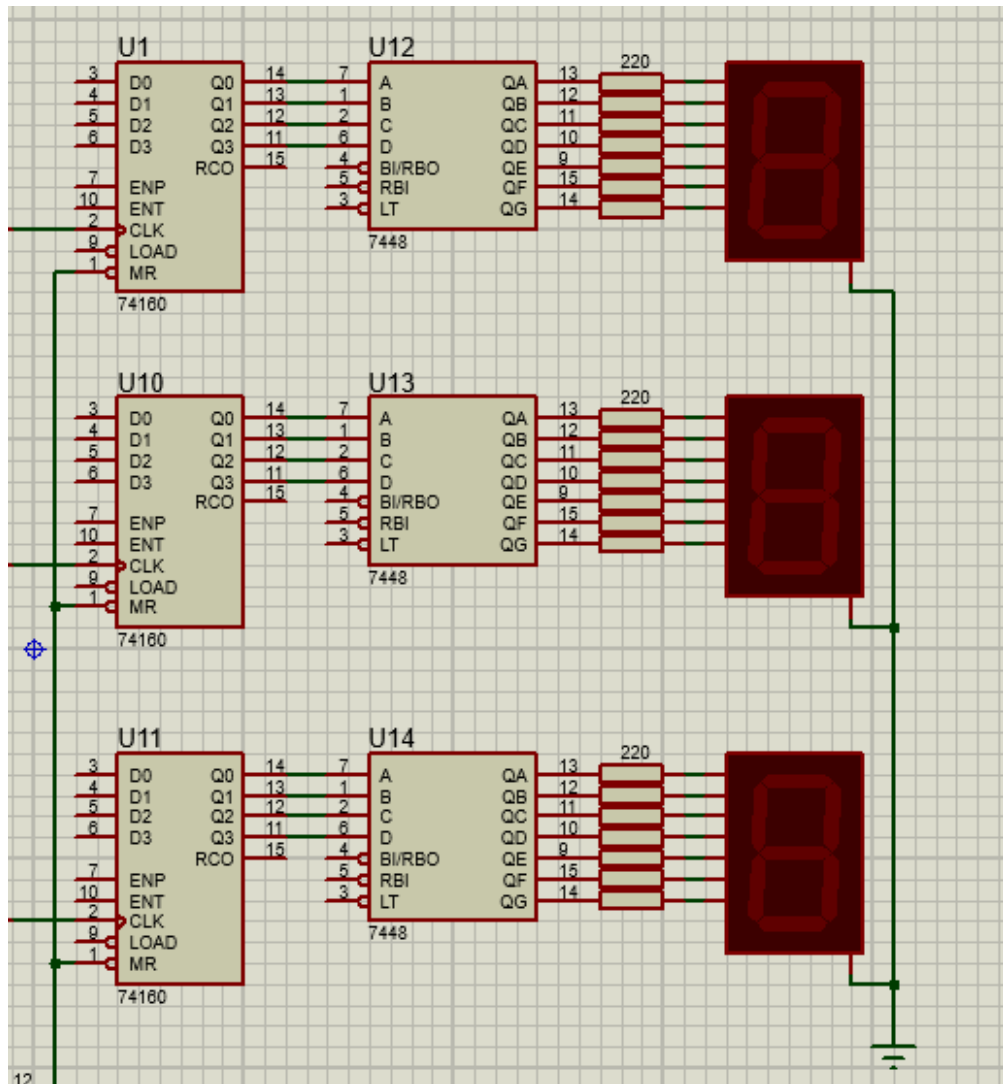 U1 U12
220
3 D0 Q0 14 7 A QA 13
4 D1 Q1 13 1 B QB 12
5 D2 Q2 12 2 C QC 11
6 D3 Q3 11 6 D QD 10
RCO 15 4 BI/RBO QE 9
7 ENP 5 RBI QF 15
10 ENT 3 LT QG 14
2 CLK
9 LOAD
1 MR
7448
74160
U10 U13
220
3 D0 Q0 14 7 A QA 13
4 D1 Q1 13 1 B QB 12
5 D2 Q2 12 2 C QC 11
6 D3 Q3 11 6 D QD 10
RCO 15 4 BI/RBO QE 9
7 ENP 5 RBI QF 15
10 ENT 3 LT QG 14
2 CLK
9 LOAD
1 MR
7448
74160
U11 U14
220
3 D0 Q0 14 7 A QA 13
4 D1 Q1 13 1 B QB 12
5 D2 Q2 12 2 C QC 11
6 D3 Q3 11 6 D QD 10
RCO 15 4 BI/RBO QE 9
7 ENP 5 RBI QF 15
10 ENT 3 LT QG 14
2 CLK
9 LOAD
1 MR
7448
74160
12